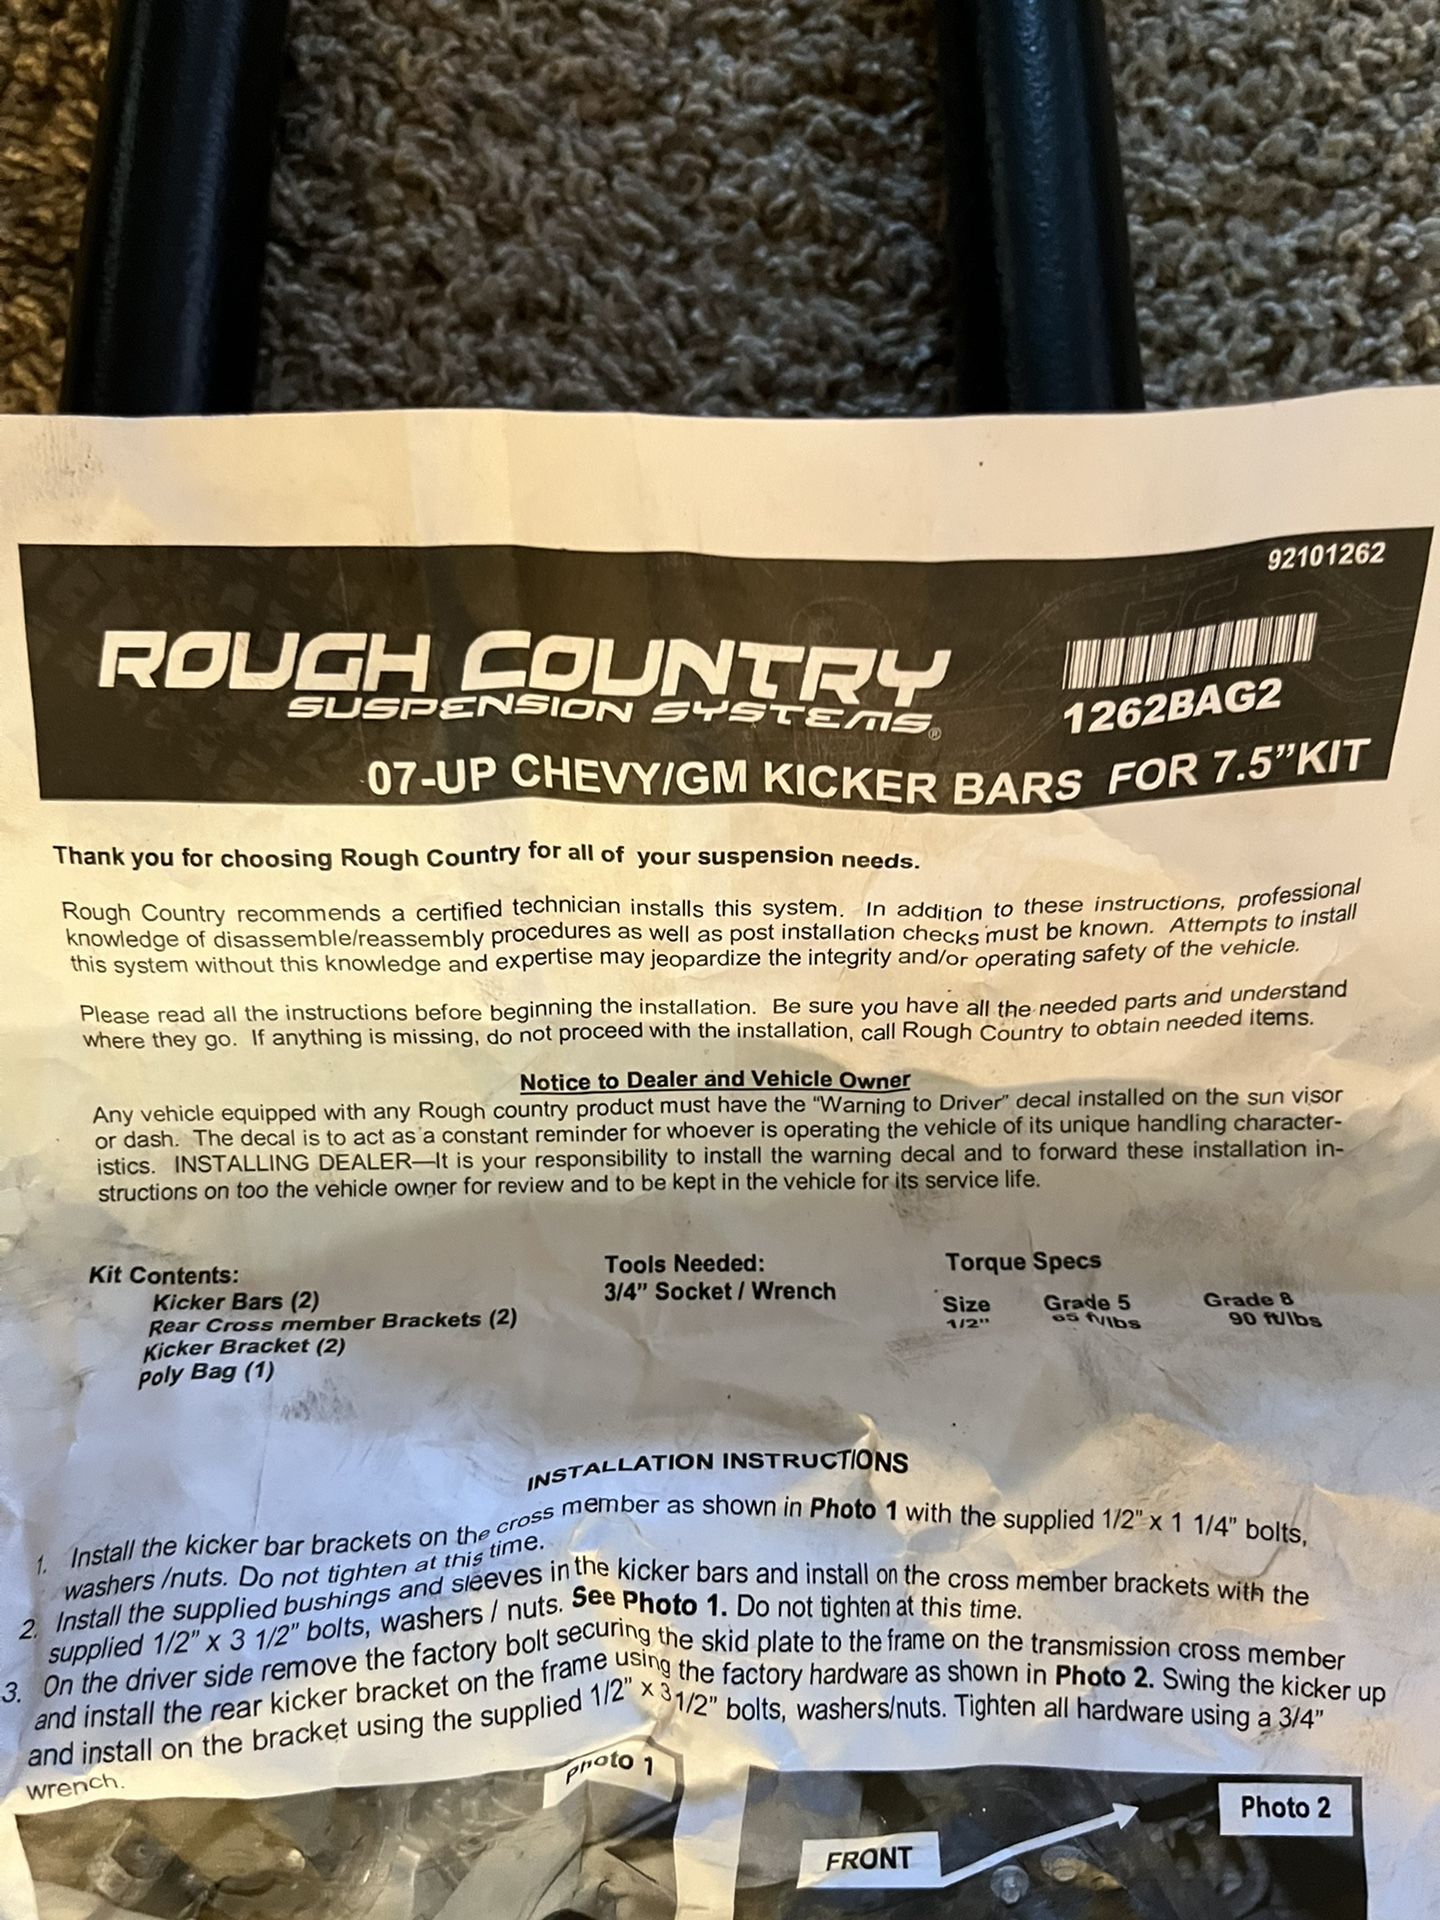 92101262
ROUGH COUNTRY
SUSPENSION SYSTEMS®
1262BAG2
07-UP CHEVY/GM KICKER BARS FOR 7.5”KIT
Thank you for choosing Rough Country for all of your suspension needs.
Rough Country recommends a certified technician installs this system. In addition to these instructions, professional
knowledge of disassemble/reassembly procedures as well as post installation checks must be known. Attempts to install
this system without this knowledge and expertise may jeopardize the integrity and/or operating safety of the vehicle.
Please read all the instructions before beginning the installation. Be sure you have all the needed parts and understand
where they go. If anything is missing, do not proceed with the installation, call Rough Country to obtain needed items.
Notice to Dealer and Vehicle Owner
Any vehicle equipped with any Rough country product must have the “Warning to Driver” decal installed on the sun visor
or dash. The decal is to act as a constant reminder for whoever is operating the vehicle of its unique handling character-
istics. INSTALLING DEALER—It is your responsibility to install the warning decal and to forward these installation in-
structions on too the vehicle owner for review and to be kept in the vehicle for its service life.
Kit Contents:
Kicker Bars (2)
Rear Cross member Brackets (2)
Kicker Bracket (2)
Poly Bag (1)
Tools Needed:
3/4” Socket / Wrench
Torque Specs
Size Grade 5 Grade 8
1/2” 65 ft/lbs 90 ft/lbs
INSTALLATION INSTRUCTIONS
1. Install the kicker bar brackets on the cross member as shown in Photo 1 with the supplied 1/2” x 1 1/4” bolts,
washers /nuts. Do not tighten at this time.
2. Install the supplied bushings and sleeves in the kicker bars and install on the cross member brackets with the
supplied 1/2” x 3 1/2” bolts, washers / nuts. See Photo 1. Do not tighten at this time.
3. On the driver side remove the factory bolt securing the skid plate to the frame on the transmission cross member
and install the rear kicker bracket on the frame using the factory hardware as shown in Photo 2. Swing the kicker up
and install on the bracket using the supplied 1/2” x 3 1/2” bolts, washers/nuts. Tighten all hardware using a 3/4”
wrench.
Photo 1
Photo 2
FRONT